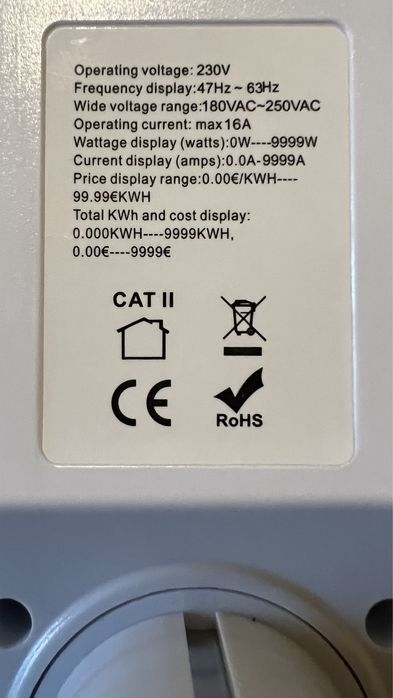 Operating voltage: 230V
Frequency display:47Hz ~ 63Hz
Wide voltage range:180VAC~250VAC
Operating current: max16A
Wattage display (watts):0W----9999W
Current display (amps):0.0A-9999A
Price display range:0.00€/KWH----
99.99€KWH
Total KWh and cost display:
0.000KWH----9999KWH,
0.00€----9999€
CAT II
CE
RoHS